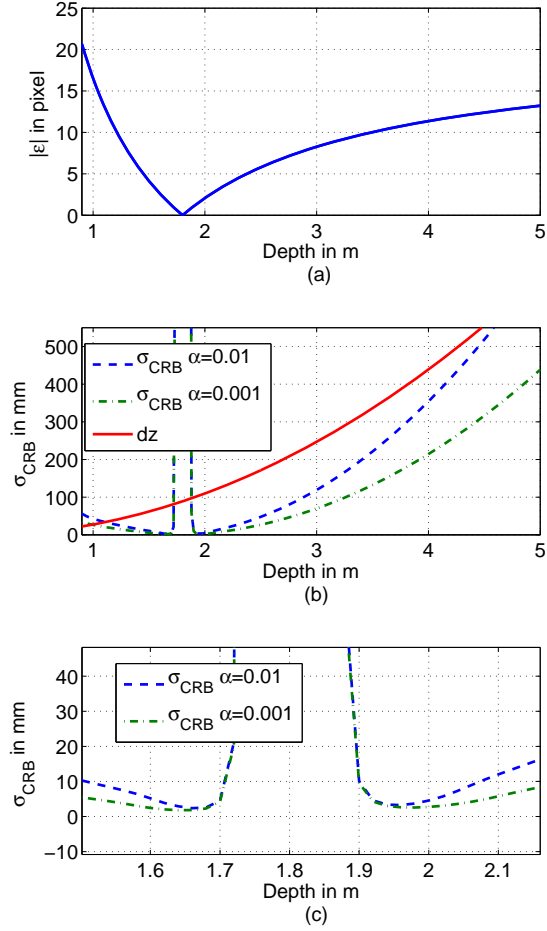 25
20
15
10
5
0
|ε| in pixel
1 2 3 4 5
Depth in m
(a)
500
400
300
200
100
0
σCRB in mm
σCRB α=0.01
σCRB α=0.001
dz
1 2 3 4 5
Depth in m
(b)
40
30
20
10
0
−10
σCRB in mm
σCRB α=0.01
σCRB α=0.001
1.6 1.7 1.8 1.9 2 2.1
Depth in m
(c)